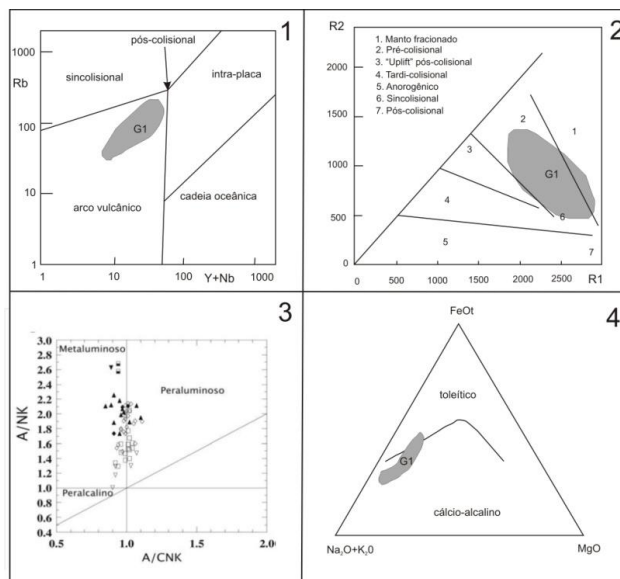 1
pós-colisional
sincolisional
intra-placa
Rb
100
G1
10
arco vulcânico
cadeia oceânica
1
1
10
100
1000
Y+Nb
2
R2
1. Manto fracionado
2. Pré-colisional
3. “Uplift” pós-colisional
4. Tardi-colisional
5. Anorogênico
6. Sincolisional
7. Pós-colisional
2000
1500
1000
500
0
2
1
3
G1
4
6
5
7
0
500
1000
1500
2000
2500
R1
3
3.0
2.8
2.6
2.4
2.2
2.0
1.8
1.6
1.4
1.2
1.0
0.8
0.6
0.4
A/NK
Metaluminoso
Peraluminoso
Peralcalino
0.5
1.0
2.0
A/CNK
4
FeOt
toleítico
G1
cálcio-alcalino
Na₂O+K₂0
MgO